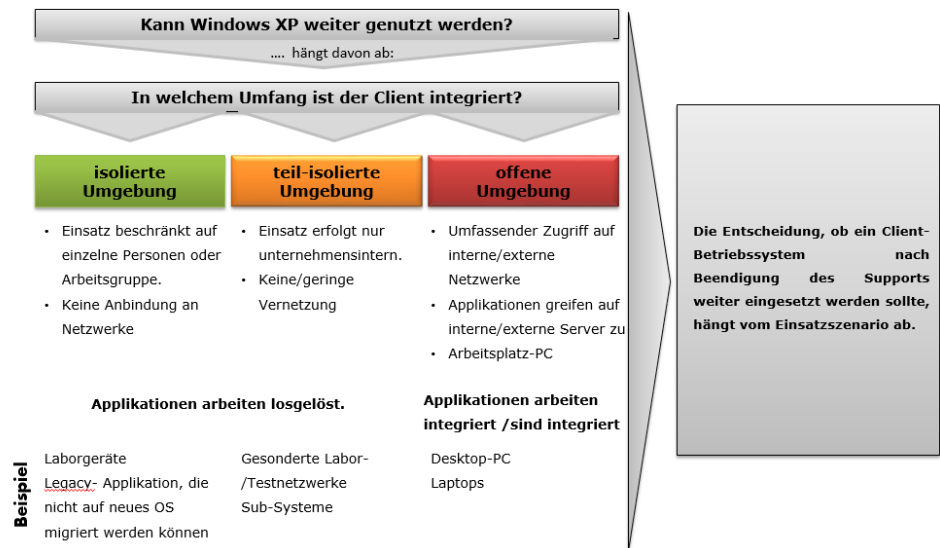 Kann Windows XP weiter genutzt werden?
.... hängt davon ab:
In welchem Umfang ist der Client integriert?
isolierte
Umgebung
• Einsatz beschränkt auf
einzelne Personen oder
Arbeitsgruppe.
• Keine Anbindung an
Netzwerke
teil-isolierte
Umgebung
• Einsatz erfolgt nur
unternehmensintern.
• Keine/geringe
Vernetzung
offene
Umgebung
• Umfassender Zugriff auf
interne/externe
Netzwerke
• Applikationen greifen auf
interne/externe Server zu
• Arbeitsplatz-PC
Applikationen arbeiten losgelöst.
Applikationen arbeiten
integriert /sind integriert
Beispiel
Laborgeräte
Legacy- Applikation, die
nicht auf neues OS
migriert werden können
Gesonderte Labor-
/Testnetzwerke
Sub-Systeme
Desktop-PC
Laptops
Die Entscheidung, ob ein Client-
Betriebssystem nach
Beendigung des Supports
weiter eingesetzt werden sollte,
hängt vom Einsatzszenario ab.